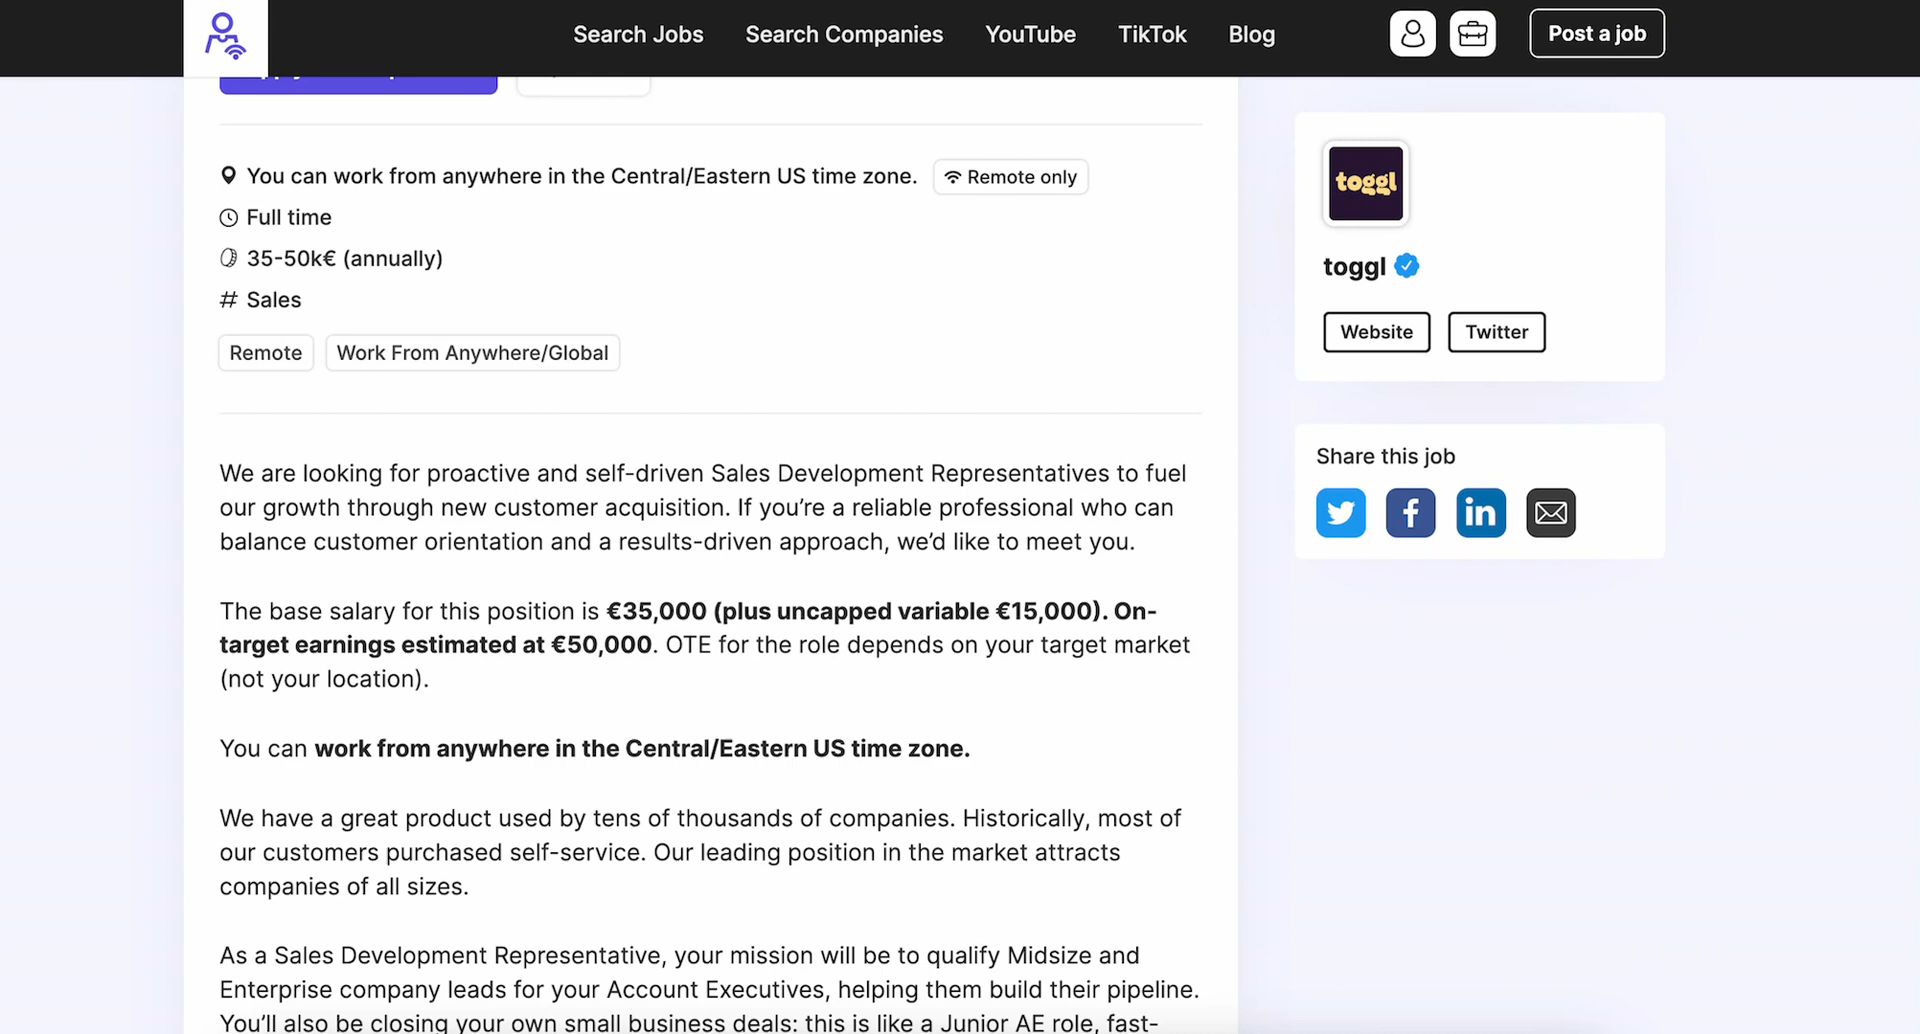 Search Jobs Search Companies YouTube TikTok Blog Post a job
You can work from anywhere in the Central/Eastern US time zone. Remote only
Full time
35-50k€ (annually)
# Sales
Remote Work From Anywhere/Global
We are looking for proactive and self-driven Sales Development Representatives to fuel
our growth through new customer acquisition. If you’re a reliable professional who can
balance customer orientation and a results-driven approach, we’d like to meet you.
The base salary for this position is €35,000 (plus uncapped variable €15,000). On-
target earnings estimated at €50,000. OTE for the role depends on your target market
(not your location).
You can work from anywhere in the Central/Eastern US time zone.
We have a great product used by tens of thousands of companies. Historically, most of
our customers purchased self-service. Our leading position in the market attracts
companies of all sizes.
As a Sales Development Representative, your mission will be to qualify Midsize and
Enterprise company leads for your Account Executives, helping them build their pipeline.
You’ll also be closing your own small business deals: this is like a Junior AE role, fast-
toggl
toggl
Website Twitter
Share this job
f in